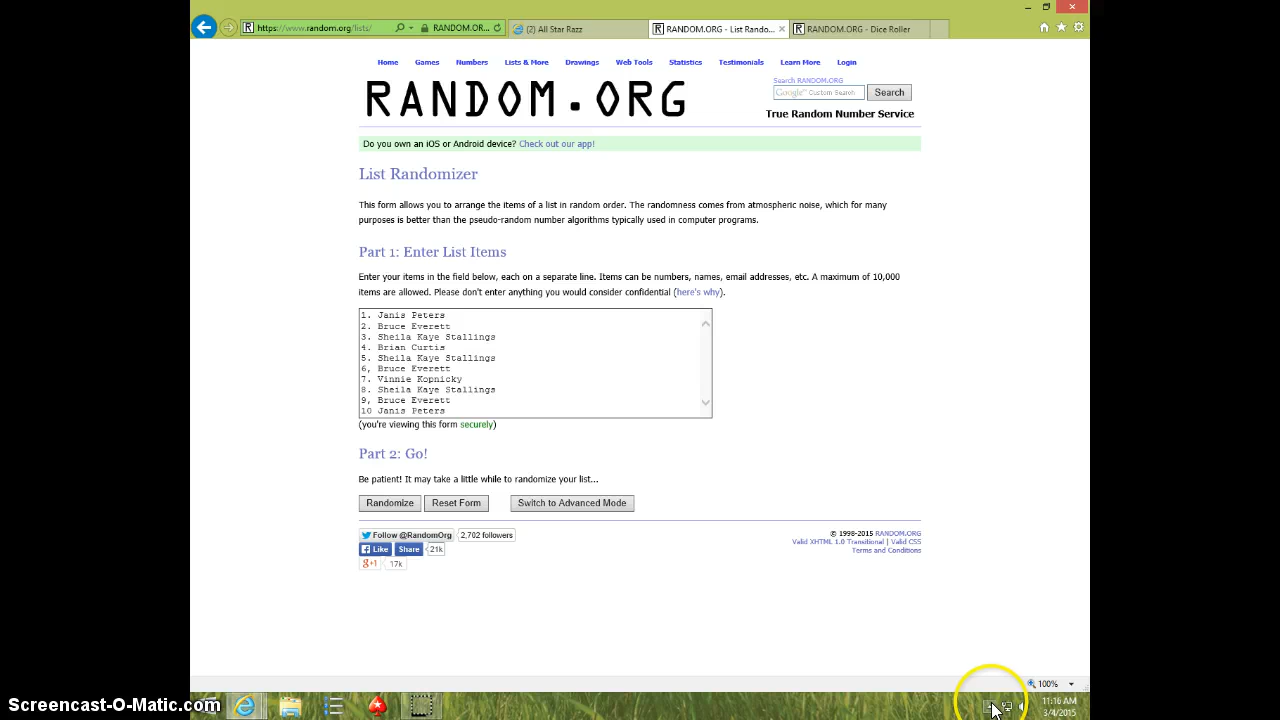 https://www.random.org/lists/
RANDOM.OR...
(2) All Star Razz
RANDOM.ORG - List Rando...
RANDOM.ORG - Dice Roller
Home Games Numbers Lists & More Drawings Web Tools Statistics Testimonials Learn More Login
RANDOM.ORG
Search RANDOM.ORG
Google™ Custom Search
Search
True Random Number Service
Do you own an iOS or Android device? Check out our app!
List Randomizer
This form allows you to arrange the items of a list in random order. The randomness comes from atmospheric noise, which for many
purposes is better than the pseudo-random number algorithms typically used in computer programs.
Part 1: Enter List Items
Enter your items in the field below, each on a separate line. Items can be numbers, names, email addresses, etc. A maximum of 10,000
items are allowed. Please don't enter anything you would consider confidential (here's why).
1. Janis Peters
2. Bruce Everett
3. Sheila Kaye Stallings
4. Brian Curtis
5. Sheila Kaye Stallings
6, Bruce Everett
7. Vinnie Kopnicky
8. Sheila Kaye Stallings
9, Bruce Everett
10 Janis Peters
(you're viewing this form securely)
Part 2: Go!
Be patient! It may take a little while to randomize your list...
Randomize Reset Form Switch to Advanced Mode
Follow @RandomOrg 2,702 followers
Like Share 21k
g+1 17k
© 1998-2015 RANDOM.ORG
Valid XHTML 1.0 Transitional | Valid CSS
Terms and Conditions
100%
11:16 AM
3/4/2015
Screencast-O-Matic.com